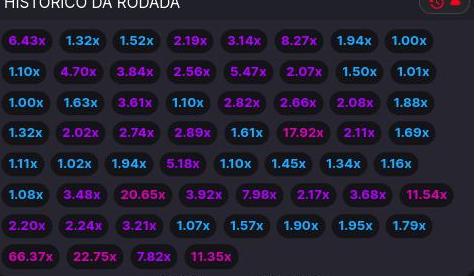 HISTÓRICO DA RODADA
6.43x 1.32x 1.52x 2.19x 3.14x 8.27x 1.94x 1.00x
1.10x 4.70x 3.84x 2.56x 5.47x 2.07x 1.50x 1.01x
1.00x 1.63x 3.61x 1.10x 2.82x 2.66x 2.08x 1.88x
1.32x 2.02x 2.74x 2.89x 1.61x 17.92x 2.11x 1.69x
1.11x 1.02x 1.94x 5.18x 1.10x 1.45x 1.34x 1.16x
1.08x 3.48x 20.65x 3.92x 7.98x 2.17x 3.68x 11.54x
2.20x 2.24x 3.21x 1.07x 1.57x 1.90x 1.95x 1.79x
66.37x 22.75x 7.82x 11.35x